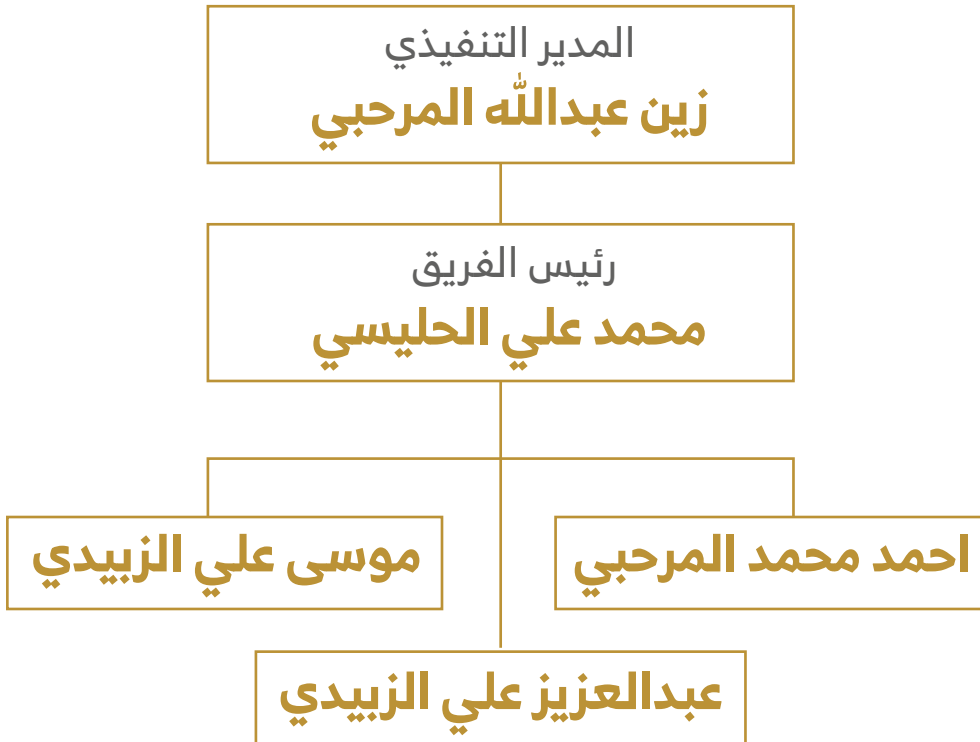 المدير التنفيذي
زين عبدالله المرحبي
رئيس الفريق
محمد علي الحليسي
احمد محمد المرحبي
موسى علي الزبيدي
عبدالعزيز علي الزبيدي